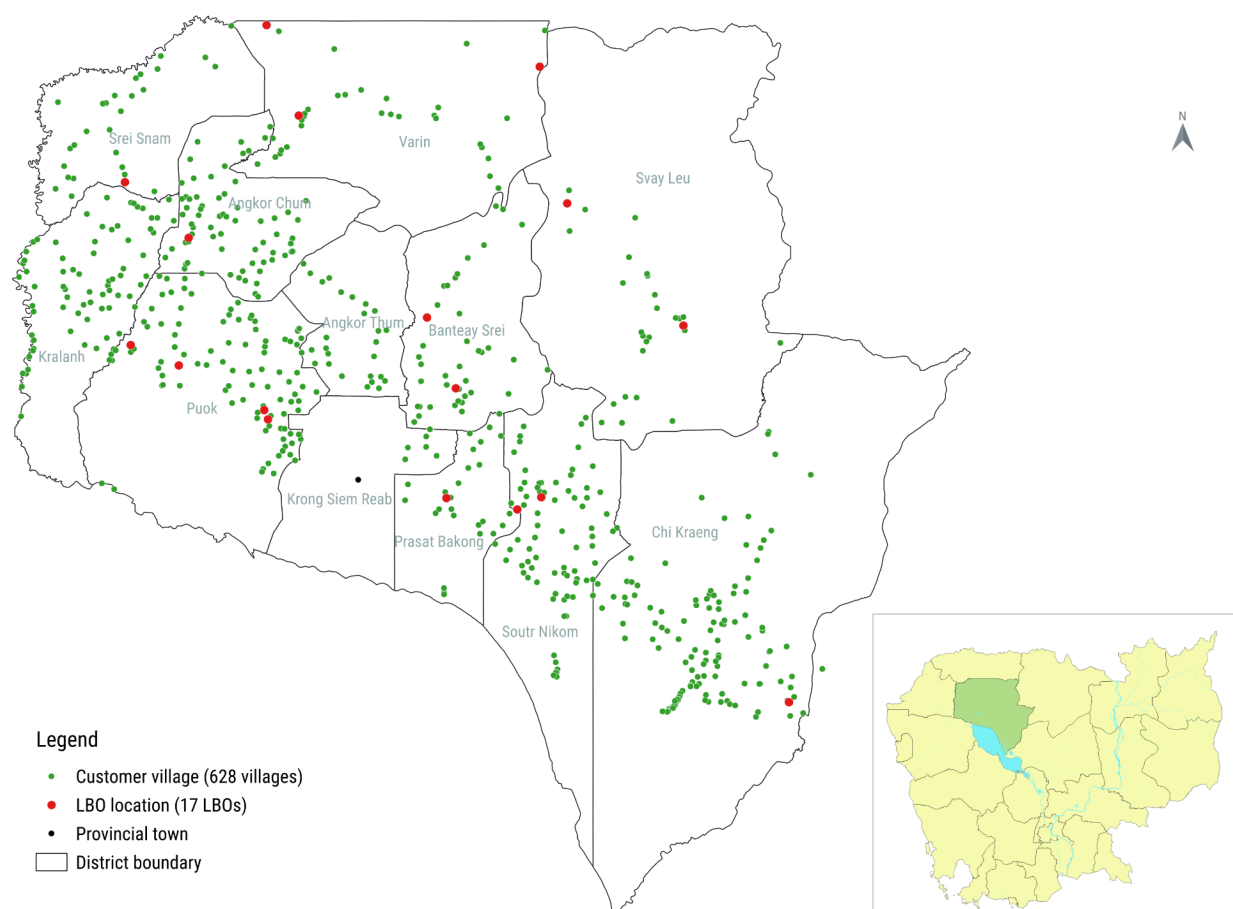 N
Srei Snam
Varin
Svay Leu
Angkor Chum
Angkor Thum
Banteay Srei
Kralanh
Puok
Krong Siem Reab
Prasat Bakong
Chi Kraeng
Soutr Nikom
Legend
Customer village (628 villages)
LBO location (17 LBOs)
Provincial town
District boundary